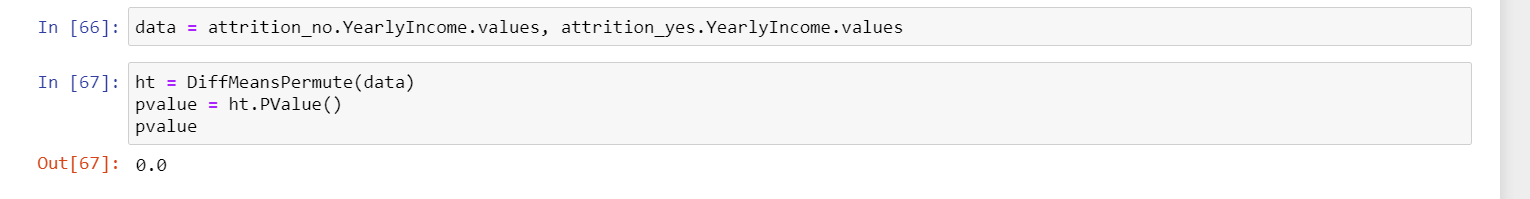 In [66]: data = attrition_no.YearlyIncome.values, attrition_yes.YearlyIncome.values
In [67]: ht = DiffMeansPermute(data)
pvalue = ht.PValue()
pvalue
Out[67]: 0.0